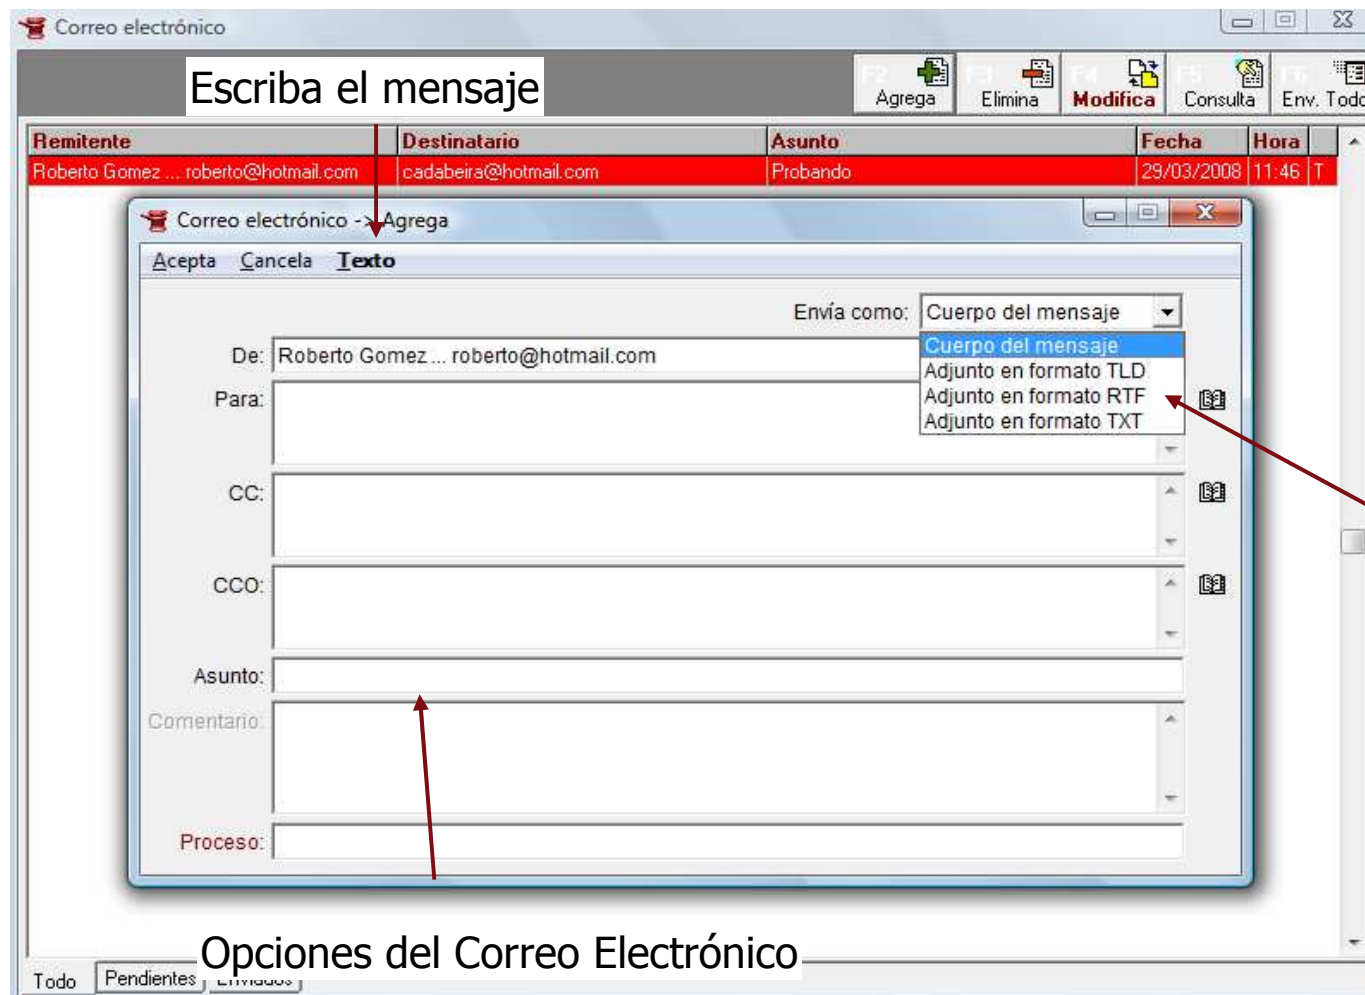 Correo electrónico
Escriba el mensaje
F2 Agrega
Elimina
F4 Modifica
Consulta
Env. Todo
Remitente Destinatario Asunto Fecha Hora
Roberto Gomez ... roberto@hotmail.com cadabeira@hotmail.com Probando 29/03/2008 11:46 T
Correo electrónico -> Agrega
Acepta Cancela Texto
Envía como: Cuerpo del mensaje
Cuerpo del mensaje
Adjunto en formato TLD
Adjunto en formato RTF
Adjunto en formato TXT
De: Roberto Gomez ... roberto@hotmail.com
Para:
CC:
CCO:
Asunto:
Comentario:
Proceso:
Opciones del Correo Electrónico
Todo Pendientes Enviados